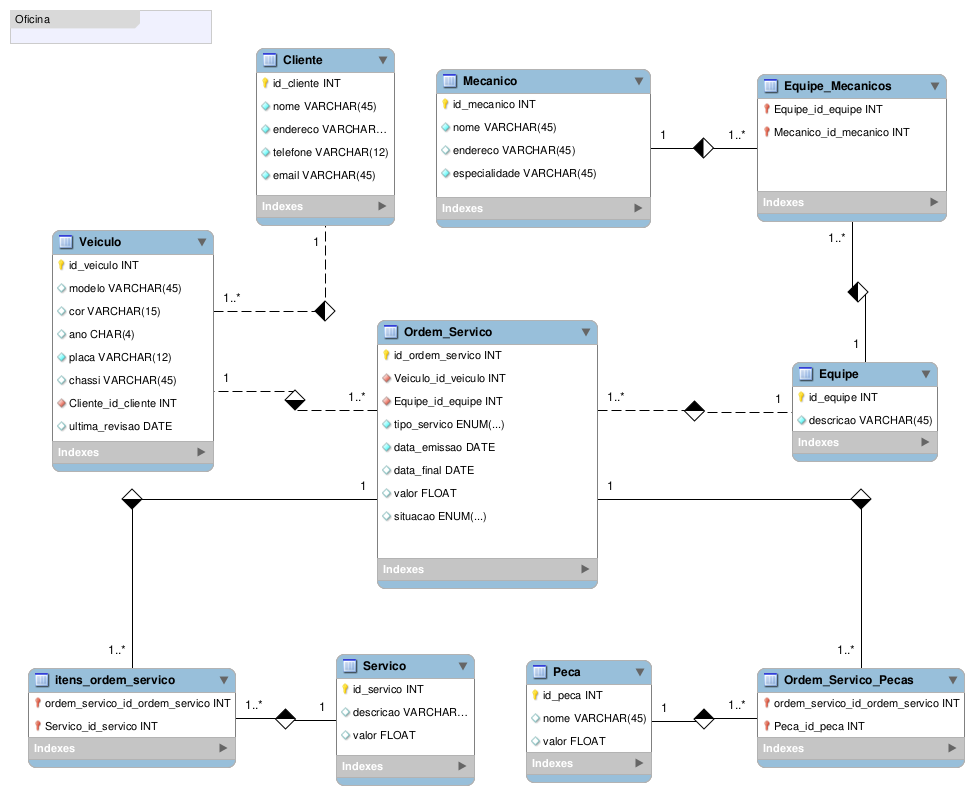 Oficina
Cliente
id_cliente INT
nome VARCHAR(45)
endereco VARCHAR...
telefone VARCHAR(12)
email VARCHAR(45)
Indexes
Mecanico
id_mecanico INT
nome VARCHAR(45)
endereco VARCHAR(45)
especialidade VARCHAR(45)
Indexes
1
1..*
Equipe_Mecanicos
Equipe_id_equipe INT
Mecanico_id_mecanico INT
Indexes
1
1..*
1..*
1
Veiculo
id_veiculo INT
modelo VARCHAR(45)
cor VARCHAR(15)
ano CHAR(4)
placa VARCHAR(12)
chassi VARCHAR(45)
Cliente_id_cliente INT
ultima_revisao DATE
Indexes
1
1..*
Ordem_Servico
id_ordem_servico INT
Veiculo_id_veiculo INT
Equipe_id_equipe INT
tipo_servico ENUM(...)
data_emissao DATE
data_final DATE
valor FLOAT
situacao ENUM(...)
Indexes
1..*
1
Equipe
id_equipe INT
descricao VARCHAR(45)
Indexes
1
1
1..*
1..*
itens_ordem_servico
ordem_servico_id_ordem_servico INT
Servico_id_servico INT
Indexes
1..*
1
Servico
id_servico INT
descricao VARCHAR...
valor FLOAT
Indexes
Peca
id_peca INT
nome VARCHAR(45)
valor FLOAT
Indexes
1
1..*
Ordem_Servico_Pecas
ordem_servico_id_ordem_servico INT
Peca_id_peca INT
Indexes